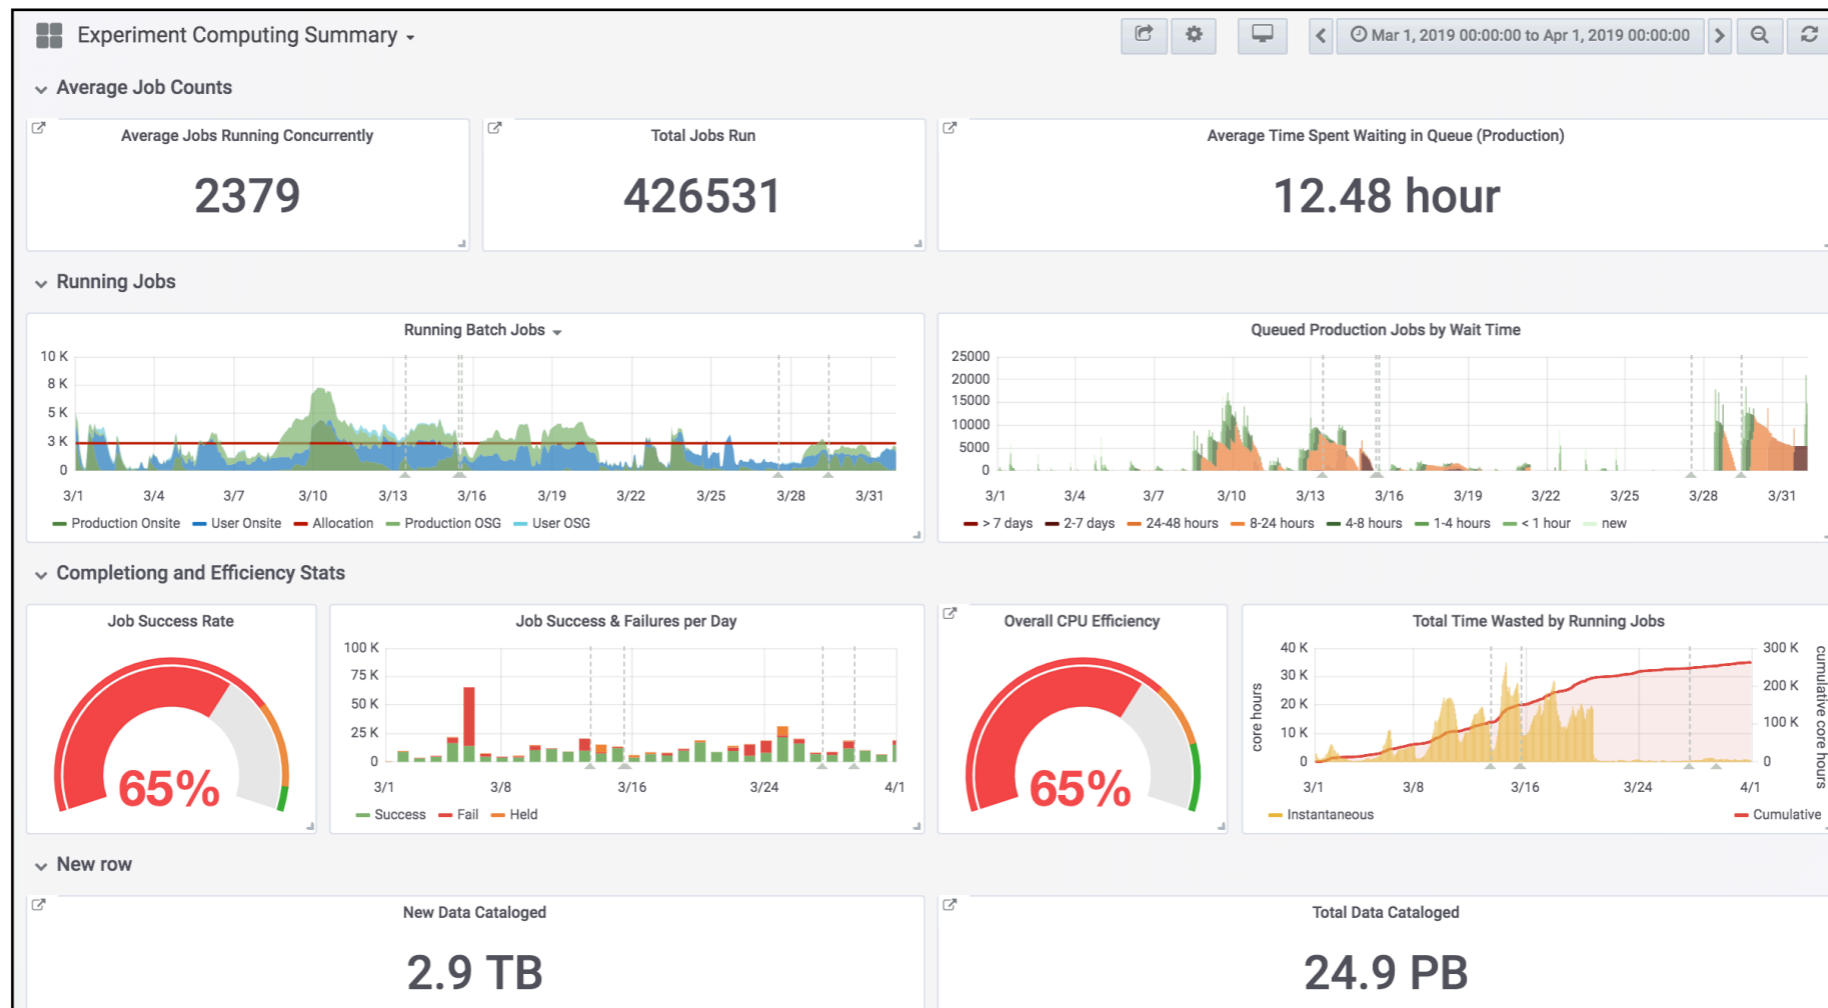 Experiment Computing Summary
Mar 1, 2019 00:00:00 to Apr 1, 2019 00:00:00
Average Job Counts
Average Jobs Running Concurrently
2379
Total Jobs Run
426531
Average Time Spent Waiting in Queue (Production)
12.48 hour
Running Jobs
Running Batch Jobs
10 K
8 K
5 K
3 K
0
3/1 3/4 3/7 3/10 3/13 3/16 3/19 3/22 3/25 3/28 3/31
Production Onsite User Onsite Allocation Production OSG User OSG
Queued Production Jobs by Wait Time
25000
20000
15000
10000
5000
0
3/1 3/4 3/7 3/10 3/13 3/16 3/19 3/22 3/25 3/28 3/31
> 7 days 2-7 days 24-48 hours 8-24 hours 4-8 hours 1-4 hours < 1 hour new
Completiong and Efficiency Stats
Job Success Rate
65%
Job Success & Failures per Day
100 K
75 K
50 K
25 K
0
3/1 3/8 3/16 3/24 4/1
Success Fail Held
Overall CPU Efficiency
65%
Total Time Wasted by Running Jobs
core hours
40 K
30 K
20 K
10 K
0
300 K
200 K
100 K
0
cumulative core hours
3/1 3/8 3/16 3/24 4/1
Instantaneous Cumulative
New row
New Data Cataloged
2.9 TB
Total Data Cataloged
24.9 PB